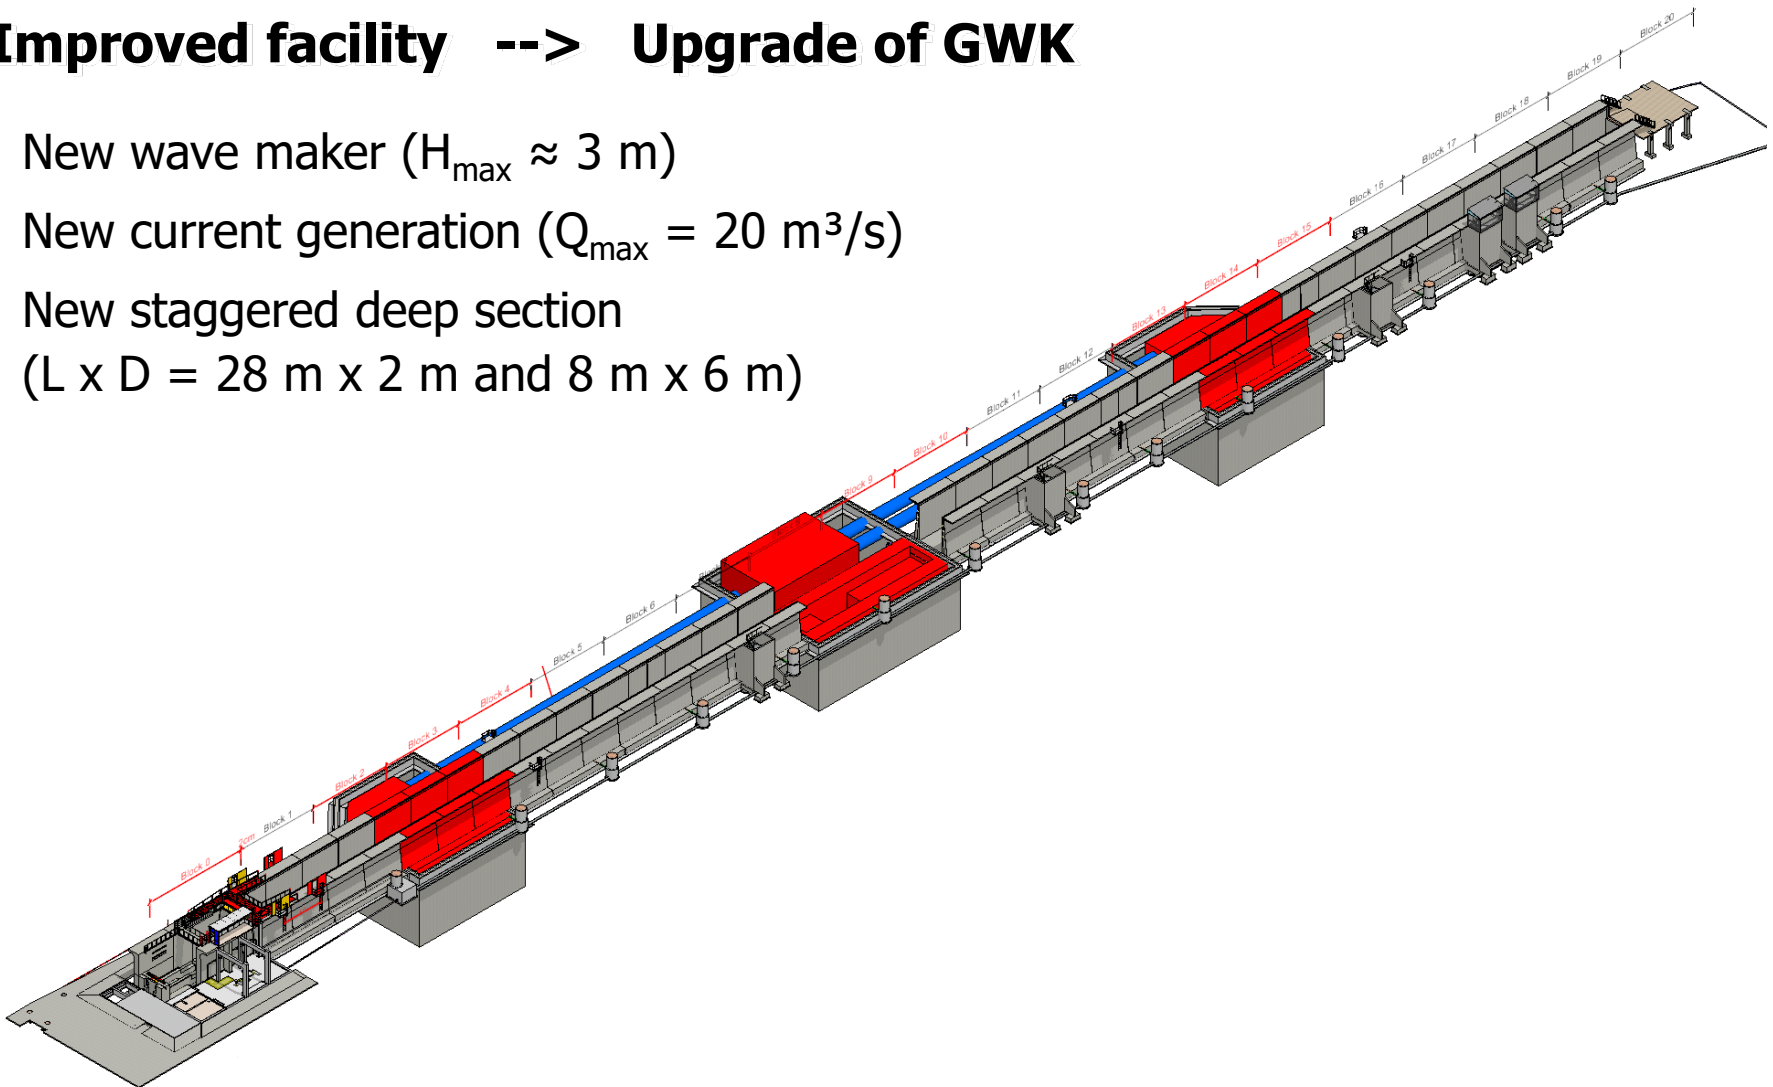 Improved facility --> Upgrade of GWK
New wave maker (Hmax ≈ 3 m)
New current generation (Qmax = 20 m³/s)
New staggered deep section
(L x D = 28 m x 2 m and 8 m x 6 m)
Block 20
Block 19
Block 18
Block 17
Block 16
Block 15
Block 14
Block 13
Block 12
Block 11
Block 10
Block 9
Block 6
Block 5
Block 4
Block 3
Block 2
Block 1
2cm
Block 0